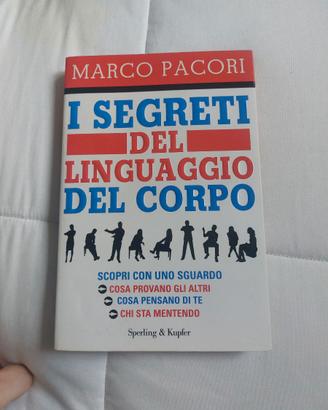 MARCO PACORI
I SEGRETI
DEL
LINGUAGGIO
DEL CORPO
SCOPRI CON UNO SGUARDO
COSA PROVANO GLI ALTRI
COSA PENSANO DI TE
CHI STA MENTENDO
Sperling & Kupfer